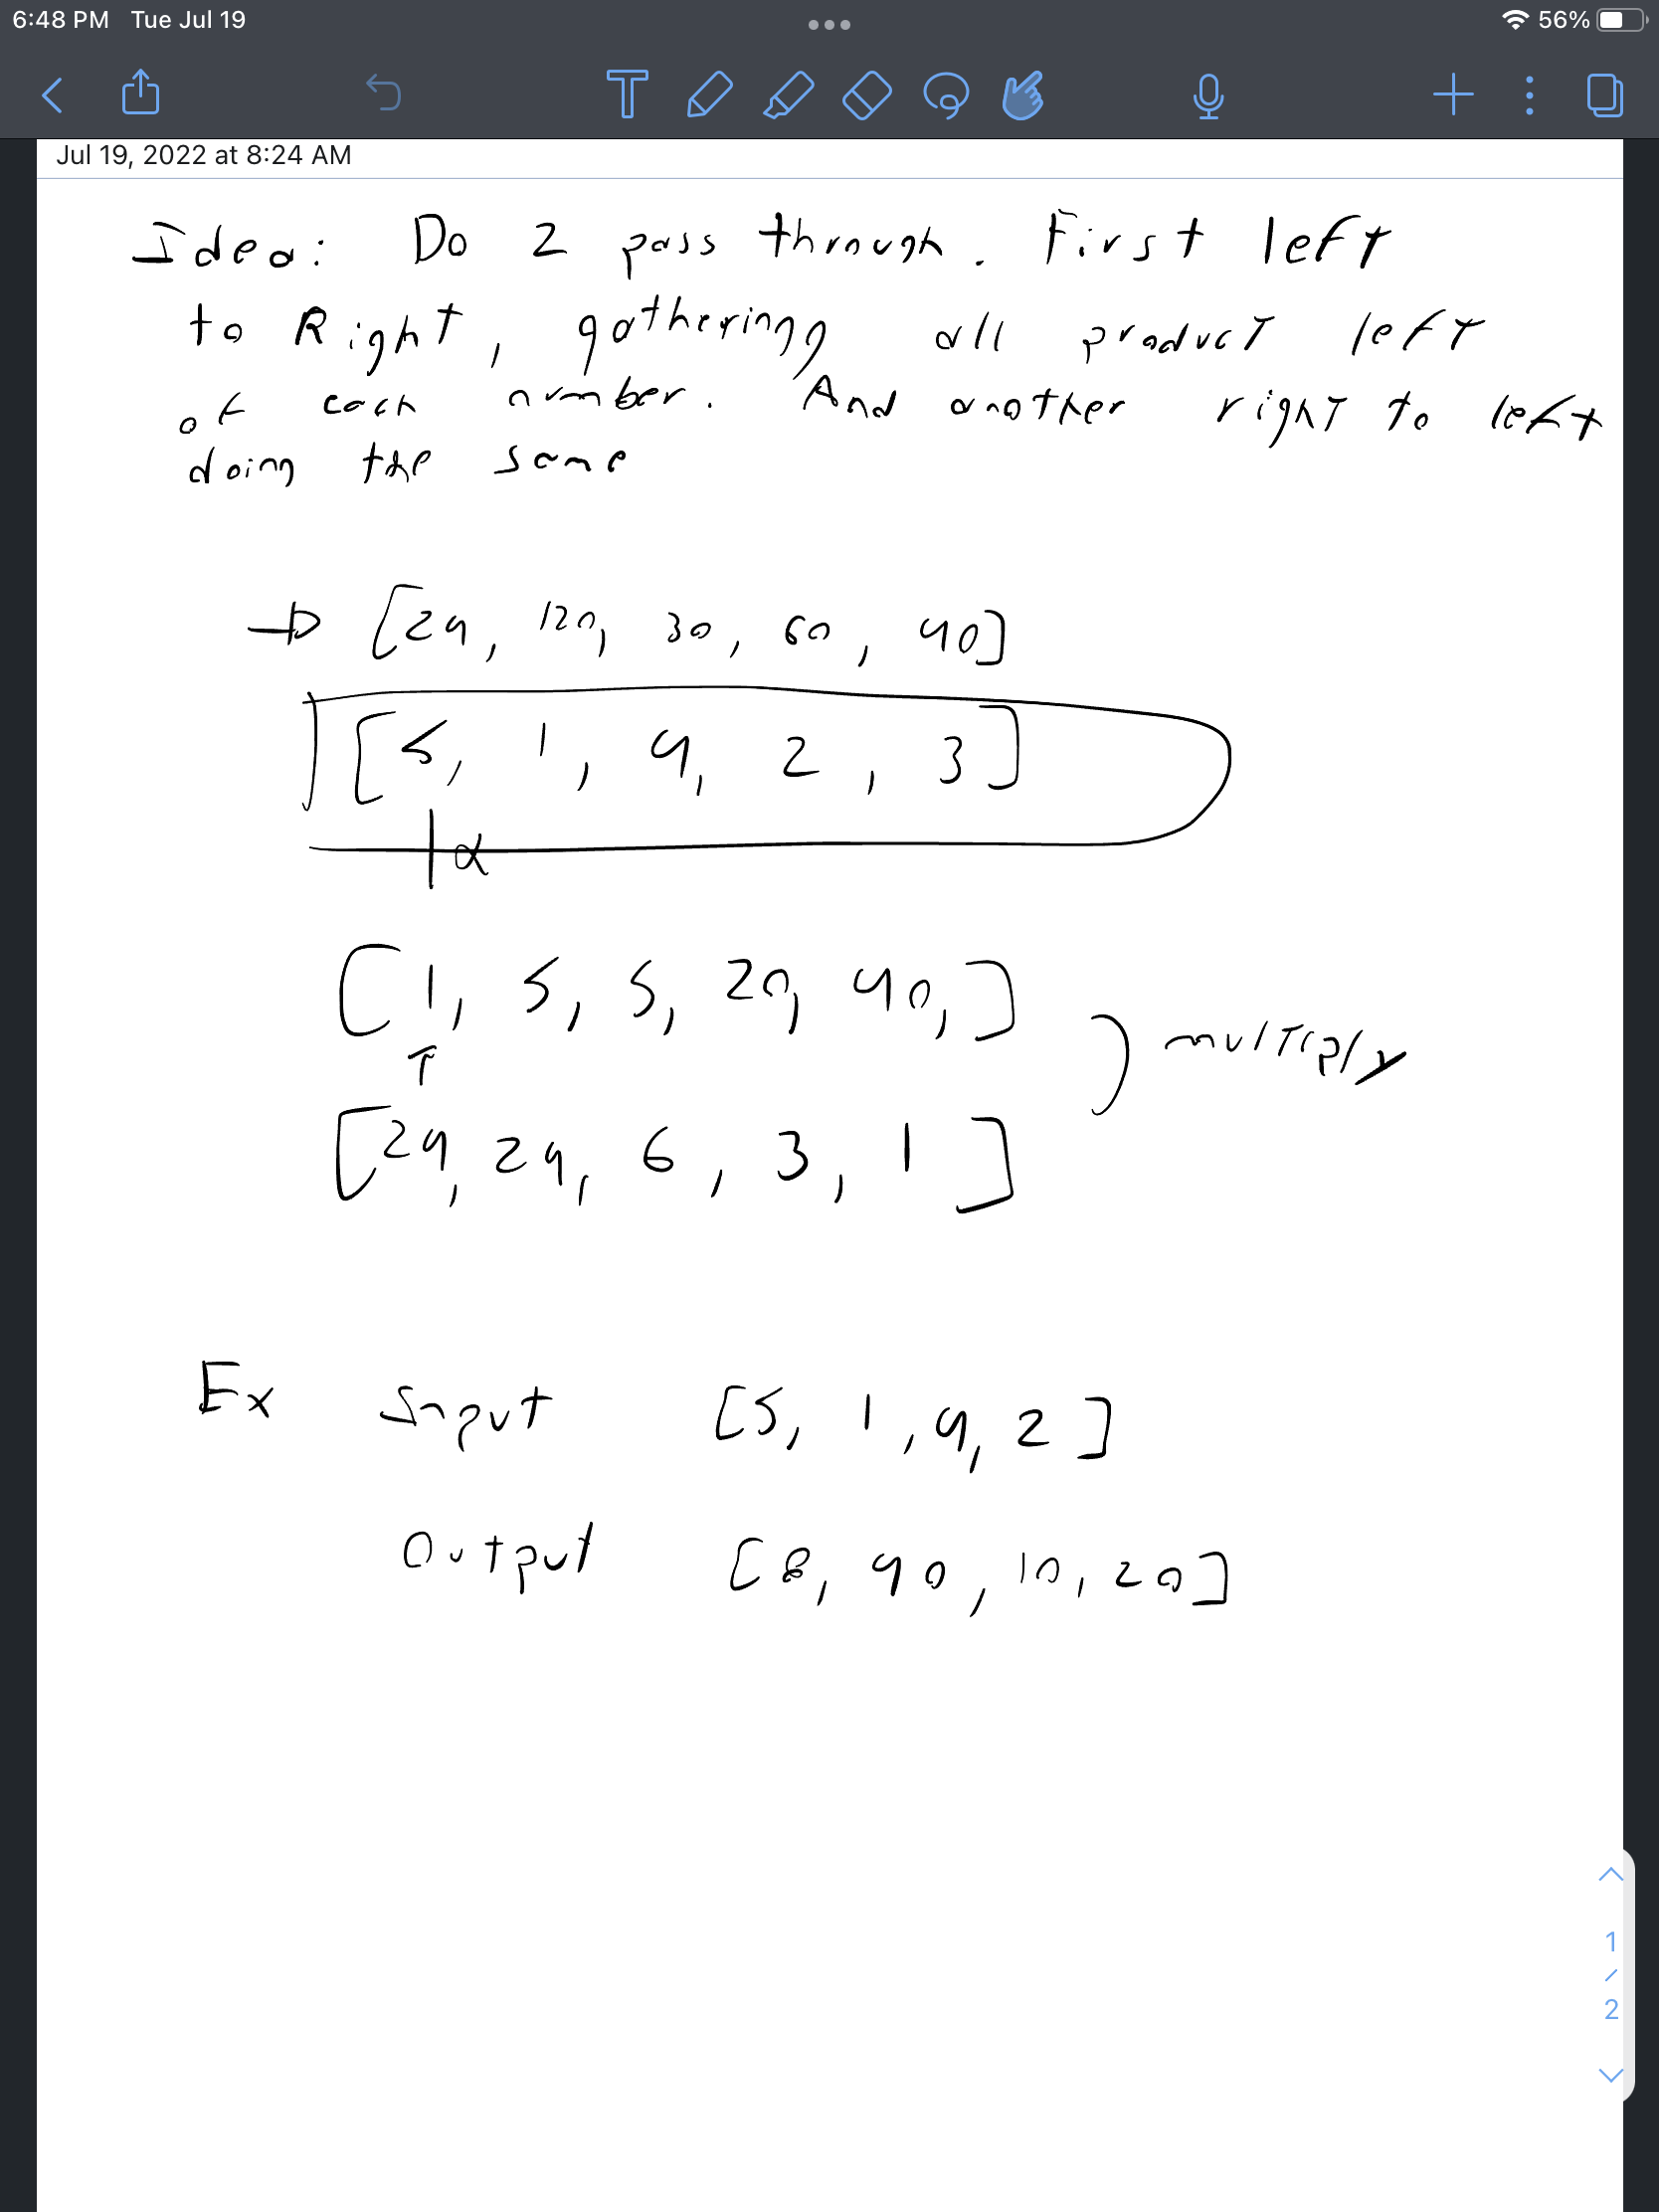 6:48 PM Tue Jul 19
56%
Jul 19, 2022 at 8:24 AM
Idea: Do 2 pass through. First left
to Right, gathering all product left
of each number. And another right to left
doing the same
[24, 120, 30, 60, 40]
[5, 1, 4, 2, 3]
1α
[1, 5, 5, 20, 40,]
multiply
[24, 24, 6, 3, 1]
Ex Input [5, 1, 4, 2]
Output [8, 40, 10, 20]
1
/
2